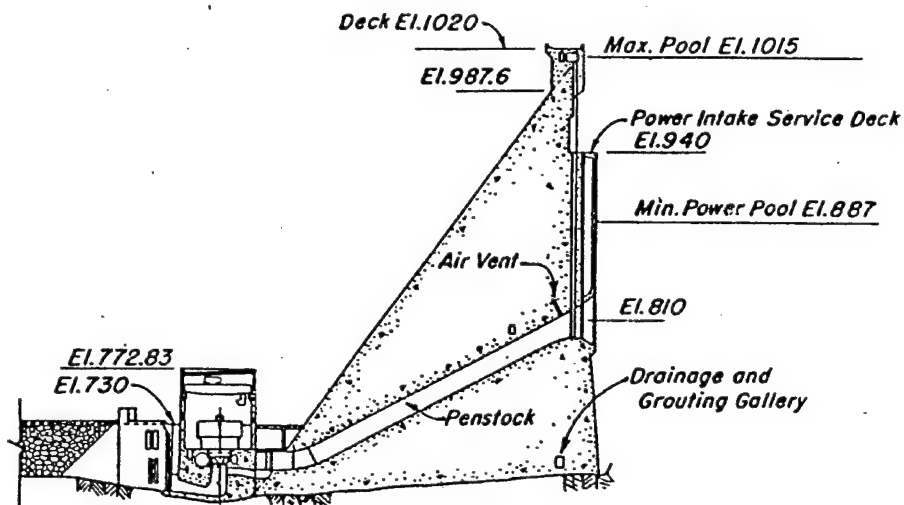 Deck El.1020
Max. Pool El. 1015
El.987.6
Power Intake Service Deck
El.940
Min. Power Pool El.887
Air Vent
El.810
El.772.83
El.730
Drainage and
Grouting Gallery
Penstock